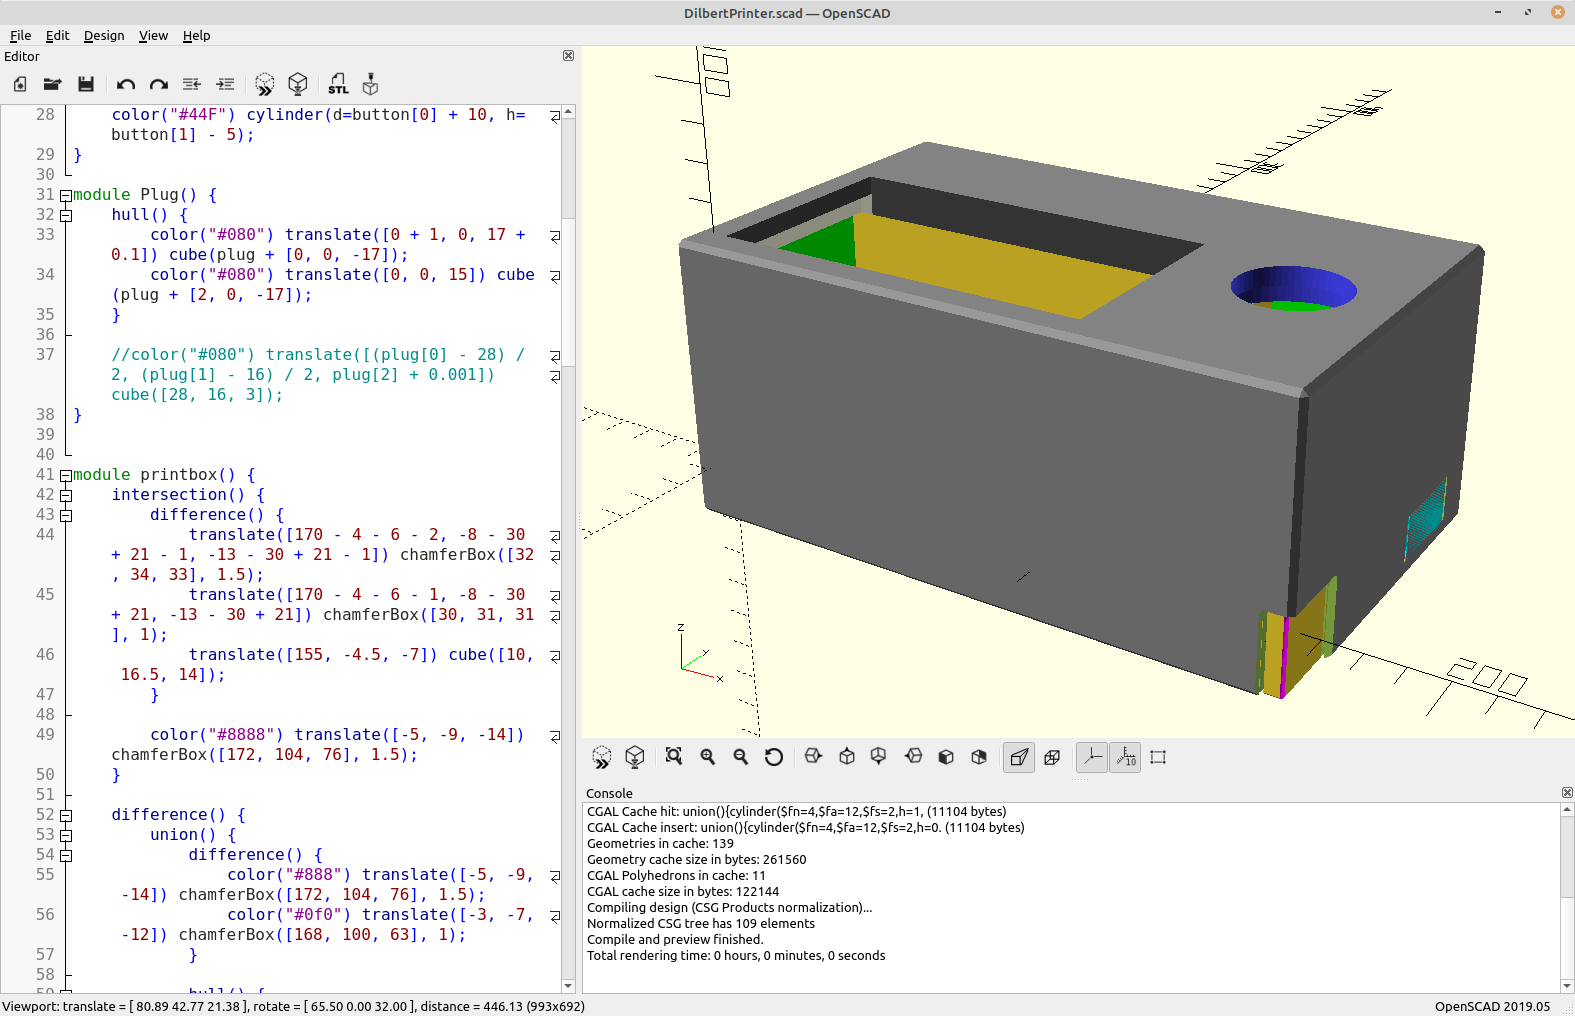 DilbertPrinter.scad — OpenSCAD
File Edit Design View Help
Editor
STL
28 color("#44F") cylinder(d=button[0] + 10, h=
button[1] - 5);
29 }
30
31 module Plug() {
32 hull() {
33 color("#080") translate([0 + 1, 0, 17 +
0.1]) cube(plug + [0, 0, -17]);
34 color("#080") translate([0, 0, 15]) cube
(plug + [2, 0, -17]);
35 }
36
37 //color("#080") translate([(plug[0] - 28) /
2, (plug[1] - 16) / 2, plug[2] + 0.001])
cube([28, 16, 3]);
38 }
39
40
41 module printbox() {
42 intersection() {
43 difference() {
44 translate([170 - 4 - 6 - 2, -8 - 30
+ 21 - 1, -13 - 30 + 21 - 1]) chamferBox([32
, 34, 33], 1.5);
45 translate([170 - 4 - 6 - 1, -8 - 30
+ 21, -13 - 30 + 21]) chamferBox([30, 31, 31
], 1);
46 translate([155, -4.5, -7]) cube([10,
16.5, 14]);
47 }
48
49 color("#8888") translate([-5, -9, -14])
chamferBox([172, 104, 76], 1.5);
50 }
51
52 difference() {
53 union() {
54 difference() {
55 color("#888") translate([-5, -9,
-14]) chamferBox([172, 104, 76], 1.5);
56 color("#0f0") translate([-3, -7,
-12]) chamferBox([168, 100, 63], 1);
57 }
58
59 hull() {
200
z
y
x
10
Console
CGAL Cache hit: union(){cylinder($fn=4,$fa=12,$fs=2,h=1, (11104 bytes)
CGAL Cache insert: union(){cylinder($fn=4,$fa=12,$fs=2,h=0. (11104 bytes)
Geometries in cache: 139
Geometry cache size in bytes: 261560
CGAL Polyhedrons in cache: 11
CGAL cache size in bytes: 122144
Compiling design (CSG Products normalization)...
Normalized CSG tree has 109 elements
Compile and preview finished.
Total rendering time: 0 hours, 0 minutes, 0 seconds
Viewport: translate = [ 80.89 42.77 21.38 ], rotate = [ 65.50 0.00 32.00 ], distance = 446.13 (993x692)
OpenSCAD 2019.05